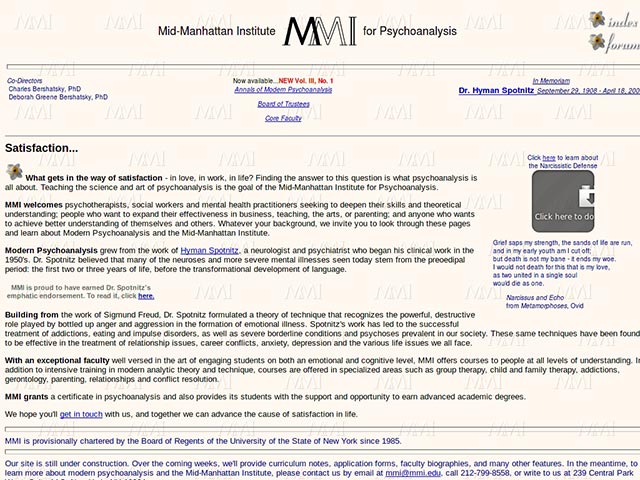 Mid-Manhattan Institute MMI for Psychoanalysis
index
forum
Co-Directors
Charles Bershatsky, PhD
Deborah Greene Bershatsky, PhD
Now available...NEW Vol. III, No. 1
Annals of Modern Psychoanalysis
Board of Trustees
Core Faculty
In Memoriam
Dr. Hyman Spotnitz September 29, 1908 - April 18, 200
Satisfaction...
What gets in the way of satisfaction - in love, in work, in life? Finding the answer to this question is what psychoanalysis is
all about. Teaching the science and art of psychoanalysis is the goal of the Mid-Manhattan Institute for Psychoanalysis.
MMI welcomes psychotherapists, social workers and mental health practitioners seeking to deepen their skills and theoretical
understanding; people who want to expand their effectiveness in business, teaching, the arts, or parenting; and anyone who wants
to achieve better understanding of themselves and others. Whatever your background, we invite you to look through these pages
and learn about Modern Psychoanalysis and the Mid-Manhattan Institute.
Modern Psychoanalysis grew from the work of Hyman Spotnitz, a neurologist and psychiatrist who began his clinical work in the
1950's. Dr. Spotnitz believed that many of the neuroses and more severe mental illnesses seen today stem from the preoedipal
period: the first two or three years of life, before the transformational development of language.
MMI is proud to have earned Dr. Spotnitz's
emphatic endorsement. To read it, click here.
Click here to learn about
the Narcissistic Defense
Click here to do
Grief saps my strength, the sands of life are run,
and in my early youth am I cut off;
but death is not my bane - it ends my woe.
I would not death for this that is my love,
as two united in a single soul
would die as one.
Narcissus and Echo
from Metamorphoses, Ovid
Building from the work of Sigmund Freud, Dr. Spotnitz formulated a theory of technique that recognizes the powerful, destructive
role played by bottled up anger and aggression in the formation of emotional illness. Spotnitz's work has led to the successful
treatment of addictions, eating and impulse disorders, as well as severe borderline conditions and psychoses prevalent in our society. These same techniques have been found
to be effective in the treatment of relationship issues, career conflicts, anxiety, depression and the various life issues we all face.
With an exceptional faculty well versed in the art of engaging students on both an emotional and cognitive level, MMI offers courses to people at all levels of understanding. In
addition to intensive training in modern analytic theory and technique, courses are offered in specialized areas such as group therapy, child and family therapy, addictions,
gerontology, parenting, relationships and conflict resolution.
MMI grants a certificate in psychoanalysis and also provides its students with the support and opportunity to earn advanced academic degrees.
We hope you'll get in touch with us, and together we can advance the cause of satisfaction in life.
MMI is provisionally chartered by the Board of Regents of the University of the State of New York since 1985.
Our site is still under construction. Over the coming weeks, we'll provide curriculum notes, application forms, faculty biographies, and many other features. In the meantime, to
learn more about modern psychoanalysis and the Mid-Manhattan Institute, please contact us by email at mmi@mmi.edu, call 212-799-8558, or write to us at 239 Central Park